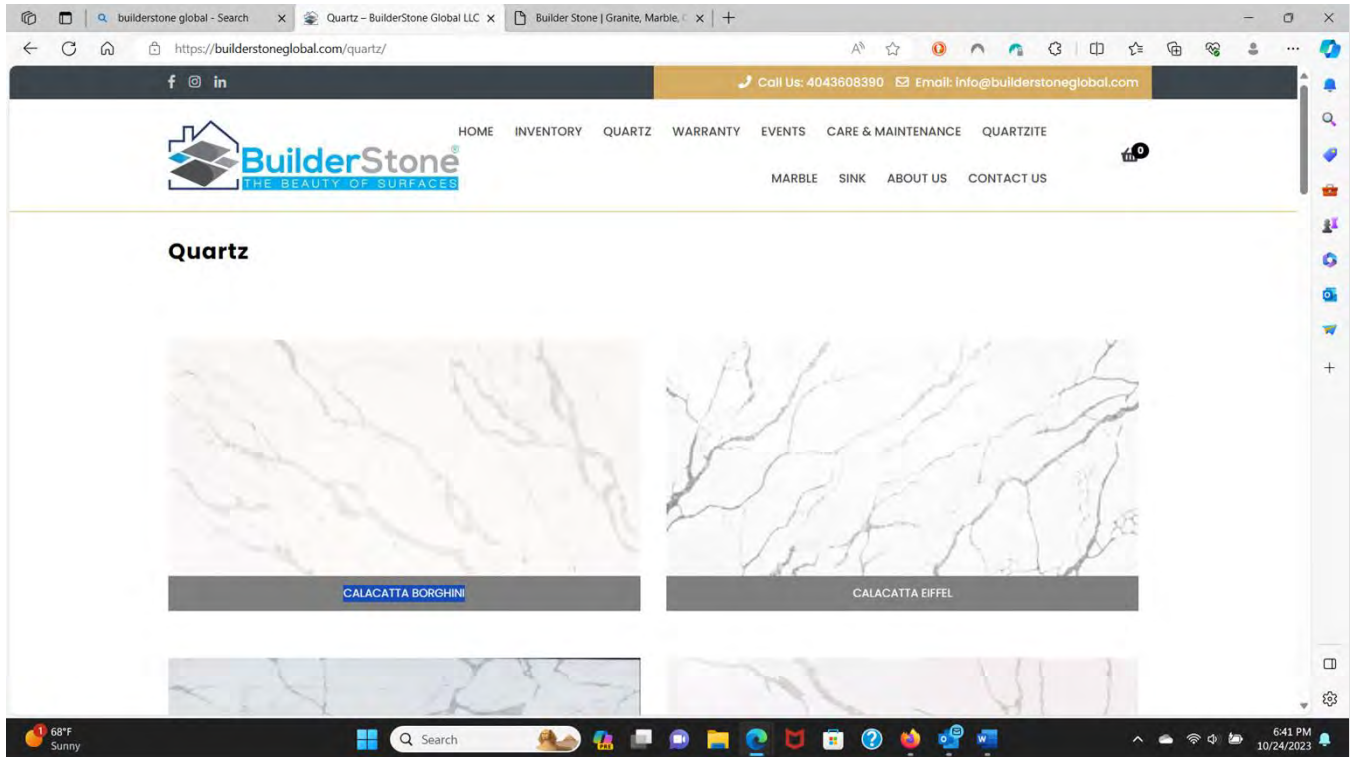 builderstone global - Search
Quartz – BuilderStone Global LLC
Builder Stone | Granite, Marble,
https://builderstoneglobal.com/quartz/
Call Us: 4043608390 Email: info@builderstoneglobal.com
HOME INVENTORY QUARTZ WARRANTY EVENTS CARE & MAINTENANCE QUARTZITE
0
MARBLE SINK ABOUT US CONTACT US
BuilderStone®
THE BEAUTY OF SURFACES
Quartz
CALACATTA BORGHINI
CALACATTA EIFFEL
1
68°F
Sunny
Search
6:41 PM
10/24/2023